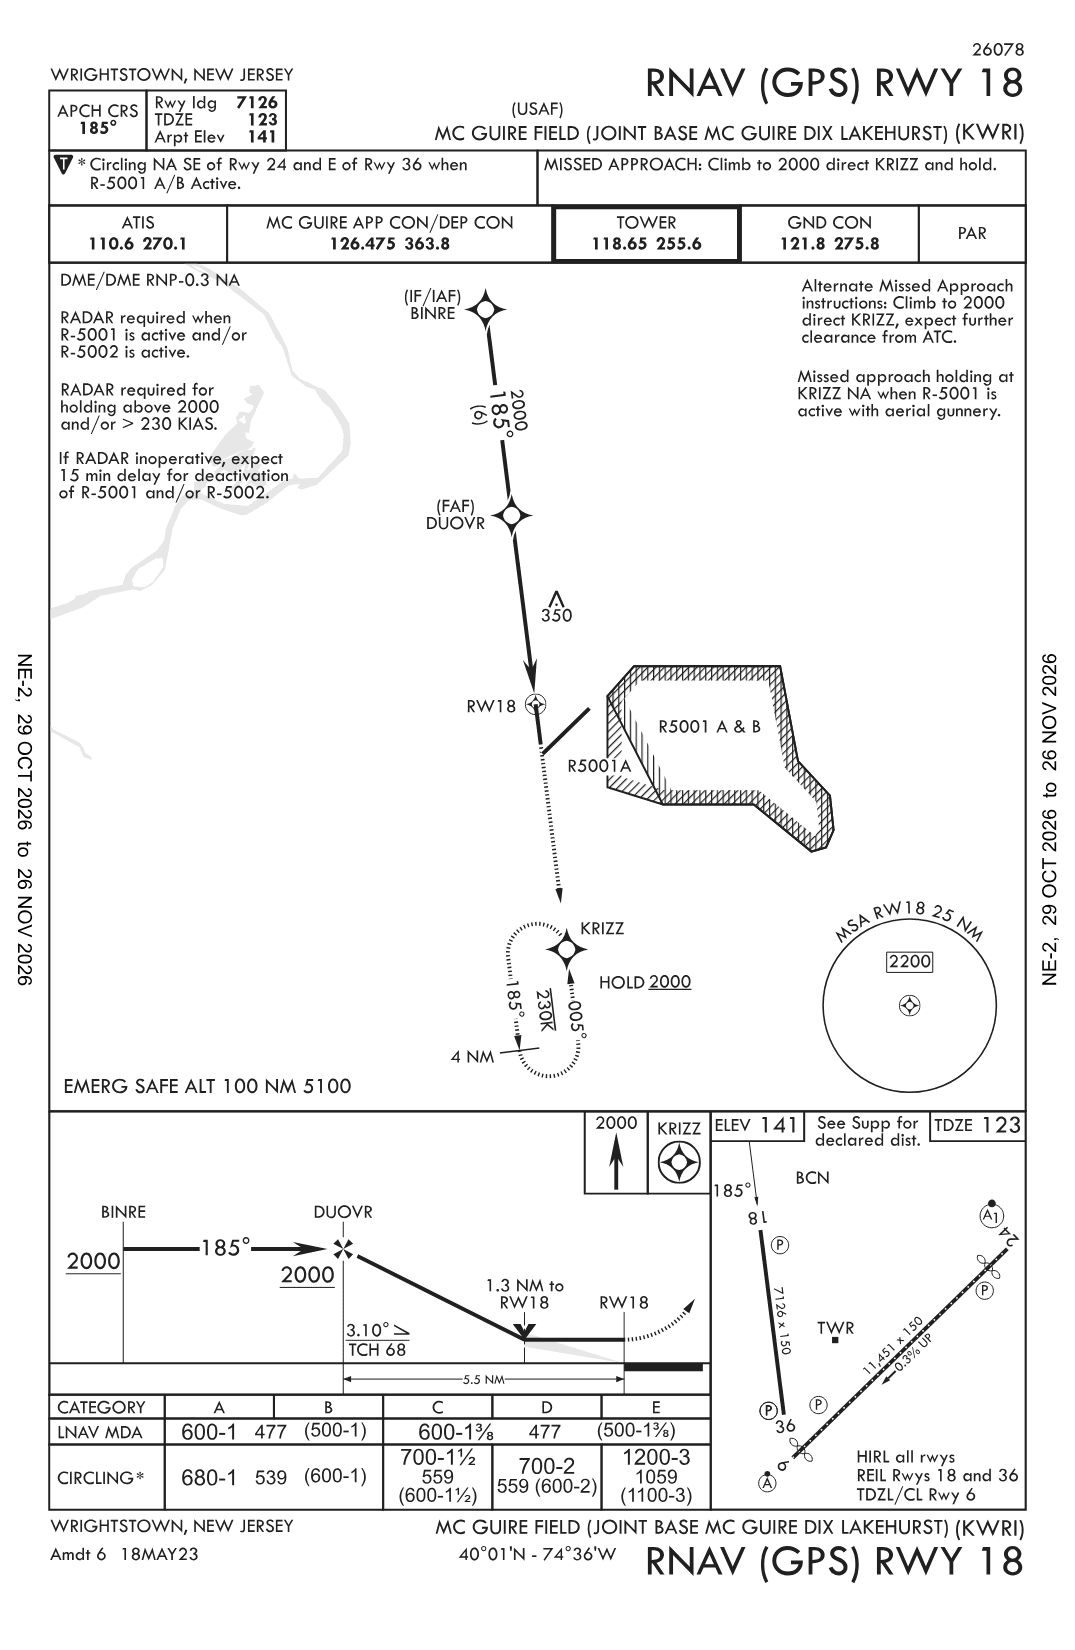 26078
WRIGHTSTOWN, NEW JERSEY
RNAV (GPS) RWY 18
(USAF)
MC GUIRE FIELD (JOINT BASE MC GUIRE DIX LAKEHURST) (KWRI)
APCH CRS
185°
Rwy ldg 7126
TDZE 123
Arpt Elev 141
T * Circling NA SE of Rwy 24 and E of Rwy 36 when
R-5001 A/B Active.
MISSED APPROACH: Climb to 2000 direct KRIZZ and hold.
ATIS
110.6 270.1
MC GUIRE APP CON/DEP CON
126.475 363.8
TOWER
118.65 255.6
GND CON
121.8 275.8
PAR
DME/DME RNP-0.3 NA
RADAR required when
R-5001 is active and/or
R-5002 is active.
RADAR required for
holding above 2000
and/or > 230 KIAS.
If RADAR inoperative, expect
15 min delay for deactivation
of R-5001 and/or R-5002.
Alternate Missed Approach
instructions: Climb to 2000
direct KRIZZ, expect further
clearance from ATC.
Missed approach holding at
KRIZZ NA when R-5001 is
active with aerial gunnery.
(IF/IAF)
BINRE
2000
185°
(6)
(FAF)
DUOVR
350
RW18
R5001 A & B
R5001A
KRIZZ
HOLD 2000
185°
230K
005°
4 NM
MSA RW18 25 NM
2200
EMERG SAFE ALT 100 NM 5100
NE-2, 29 OCT 2026 to 26 NOV 2026
NE-2, 29 OCT 2026 to 26 NOV 2026
2000
KRIZZ
BINRE
DUOVR
2000
185°
2000
1.3 NM to
RW18
RW18
3.10°
TCH 68
5.5 NM
ELEV 141
See Supp for
declared dist.
TDZE 123
185°
BCN
18
P
A1
24
P
7126 x 150
TWR
11,451 x 150
0.3% UP
P
P
36
6
A
HIRL all rwys
REIL Rwys 18 and 36
TDZL/CL Rwy 6
CATEGORY A B C D E
LNAV MDA 600-1 477 (500-1) 600-1⅜ 477 (500-1⅜)
CIRCLING* 680-1 539 (600-1)
700-1½
559
(600-1½)
700-2
559 (600-2)
1200-3
1059
(1100-3)
WRIGHTSTOWN, NEW JERSEY
MC GUIRE FIELD (JOINT BASE MC GUIRE DIX LAKEHURST) (KWRI)
Amdt 6 18MAY23
40°01'N - 74°36'W
RNAV (GPS) RWY 18